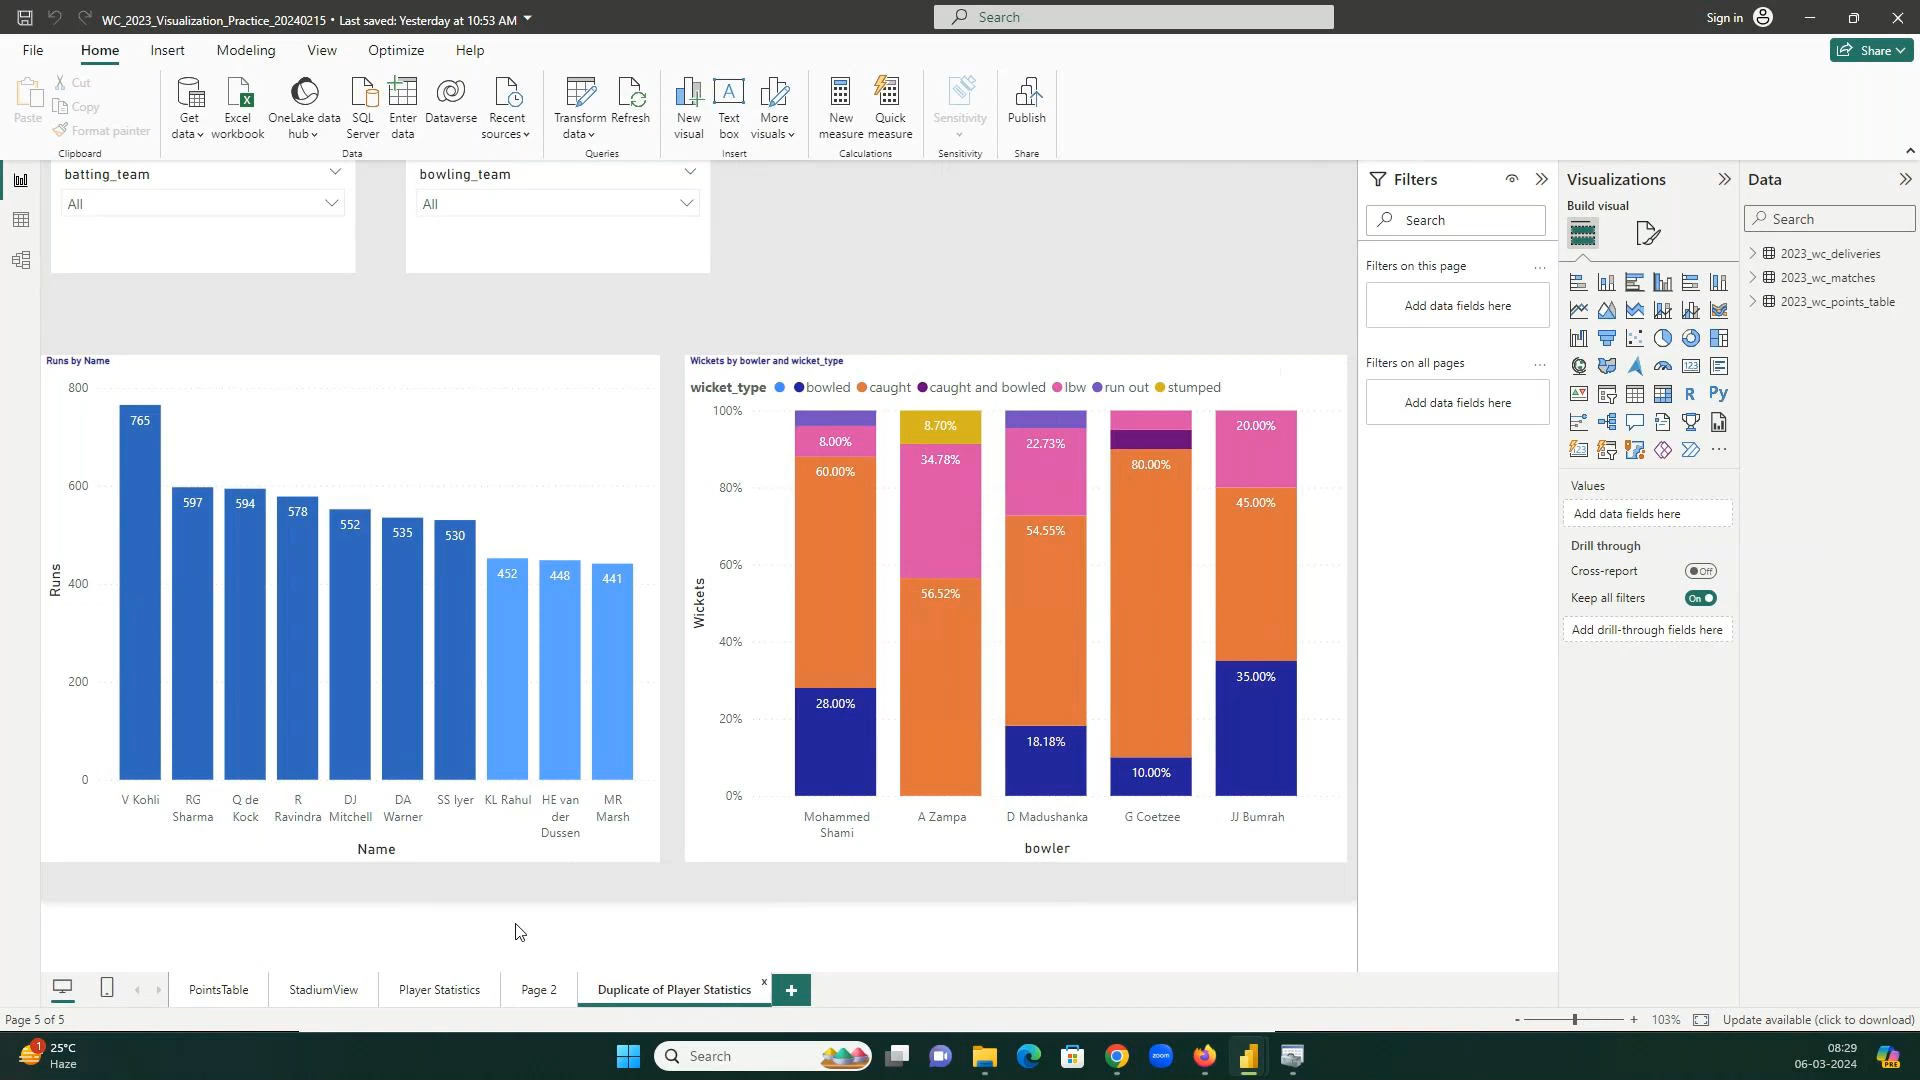 WC_2023_Visualization_Practice_20240215 • Last saved: Yesterday at 10:53 AM
Search
Sign in
File
Home
Insert
Modeling
View
Optimize
Help
Share
Paste
Cut
Copy
Format painter
Clipboard
Get data
Excel workbook
OneLake data hub
SQL Server
Enter data
Dataverse
Recent sources
Data
Transform data
Refresh
Queries
New visual
Text box
More visuals
Insert
New measure
Quick measure
Calculations
Sensitivity
Sensitivity
Publish
Share
batting_team
All
bowling_team
All
Runs by Name
Runs
800
600
400
200
0
765
597
594
578
552
535
530
452
448
441
V Kohli
RG Sharma
Q de Kock
R Ravindra
DJ Mitchell
DA Warner
SS Iyer
KL Rahul
HE van der Dussen
MR Marsh
Name
Wickets by bowler and wicket_type
wicket_type bowled caught caught and bowled lbw run out stumped
Wickets
100%
80%
60%
40%
20%
0%
8.00%
60.00%
28.00%
8.70%
34.78%
56.52%
22.73%
54.55%
18.18%
80.00%
10.00%
20.00%
45.00%
35.00%
Mohammed Shami
A Zampa
D Madushanka
G Coetzee
JJ Bumrah
bowler
Filters
Search
Filters on this page
...
Add data fields here
Filters on all pages
...
Add data fields here
Visualizations
Build visual
R
Py
123
...
Values
Add data fields here
Drill through
Cross-report
Off
Keep all filters
On
Add drill-through fields here
Data
Search
2023_wc_deliveries
2023_wc_matches
2023_wc_points_table
PointsTable
StadiumView
Player Statistics
Page 2
Duplicate of Player Statistics
x
+
Page 5 of 5
- + 103%
Update available (click to download)
1
25°C
Haze
Search
zoom
08:29
06-03-2024
PRE